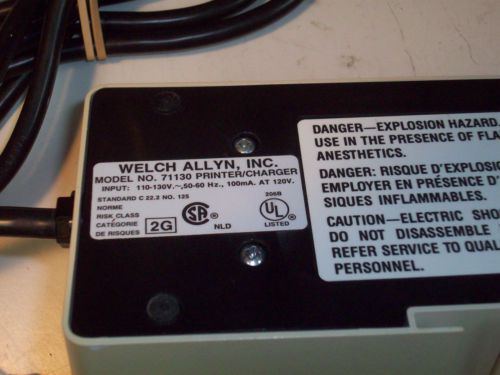 WELCH ALLYN, INC.
MODEL NO. 71130 PRINTER/CHARGER
INPUT: 110-130V.~,50-60 Hz., 100mA. AT 120V.
STANDARD C 22.2 NO. 125
NORME
RISK CLASS
CATÉGORIE
DE RISQUES
2G
SA
NLD
206B
UL
LISTED
DANGER—EXPLOSION HAZARD.
USE IN THE PRESENCE OF FLA
ANESTHETICS.
DANGER: RISQUE D'EXPLOSI
EMPLOYER EN PRÉSENCE D'
SIQUES INFLAMMABLES.
CAUTION—ELECTRIC SHO
DO NOT DISASSEMBLE.
REFER SERVICE TO QUAL
PERSONNEL.